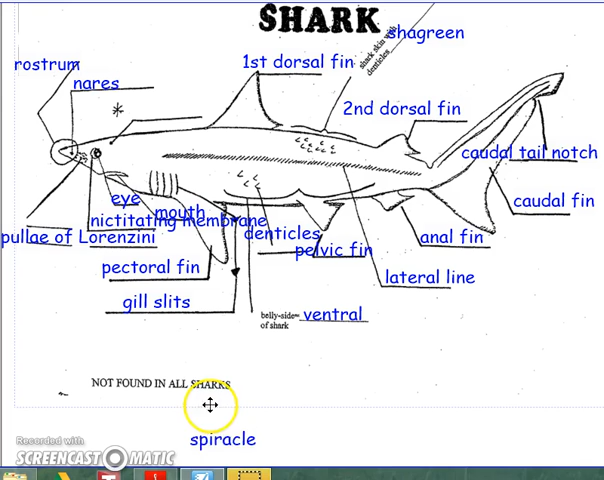 SHARK
shagreen
shark skin with
denticles
rostrum
1st dorsal fin
nares
2nd dorsal fin
*
caudal tail notch
eye
caudal fin
mouth
nictitating membrane
denticles
pullae of Lorenzini
anal fin
pelvic fin
pectoral fin
lateral line
gill slits
belly-side=
of shark
ventral
NOT FOUND IN ALL SHARKS
spiracle
Recorded with
SCREENCAST-O-MATIC